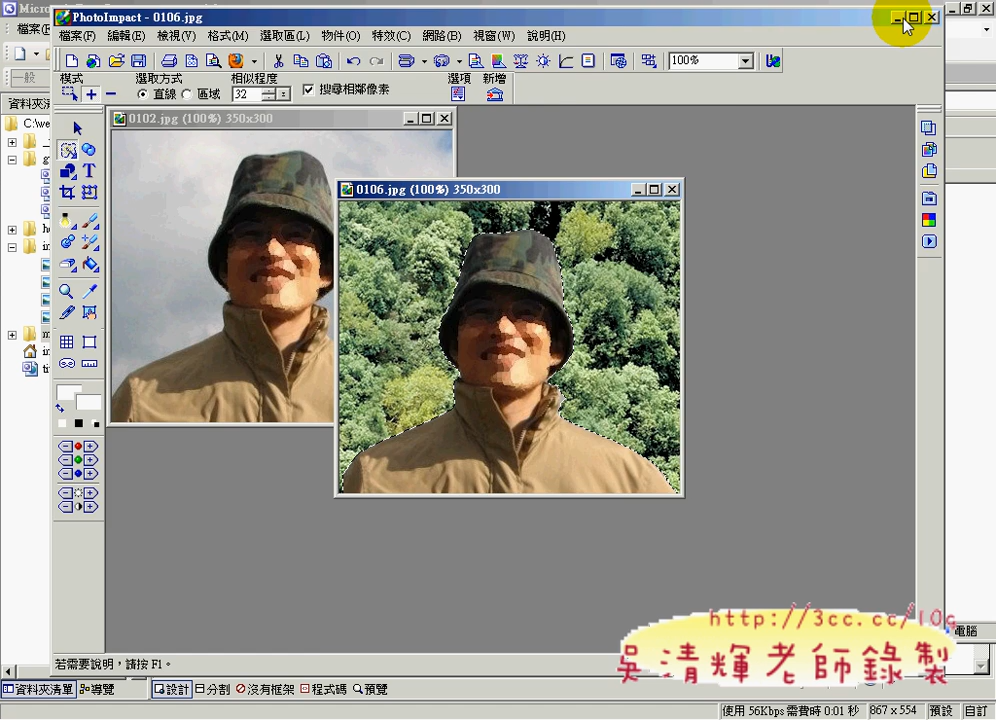 Micros
PhotoImpact - 0106.jpg
檔案(F) 編輯(E) 檢視(V) 格式(M) 選取區(L) 物件(O) 特效(C) 網路(B) 視窗(W) 說明(H)
100%
一般
模式 選取方式 相似程度 選項 新增
直線 區域 32 搜尋相鄰像素
資料夾清
C:\we
0102.jpg (100%) 350x300
0106.jpg (100%) 350x300
T
http://3cc.cc/10q
吳清輝老師錄製
電腦
若需要說明，請按 F1。
資料夾清單 導覽 設計 分割 沒有框架 程式碼 預覽
使用 56Kbps 需費時 0:01 秒 867 x 554 預設 自訂